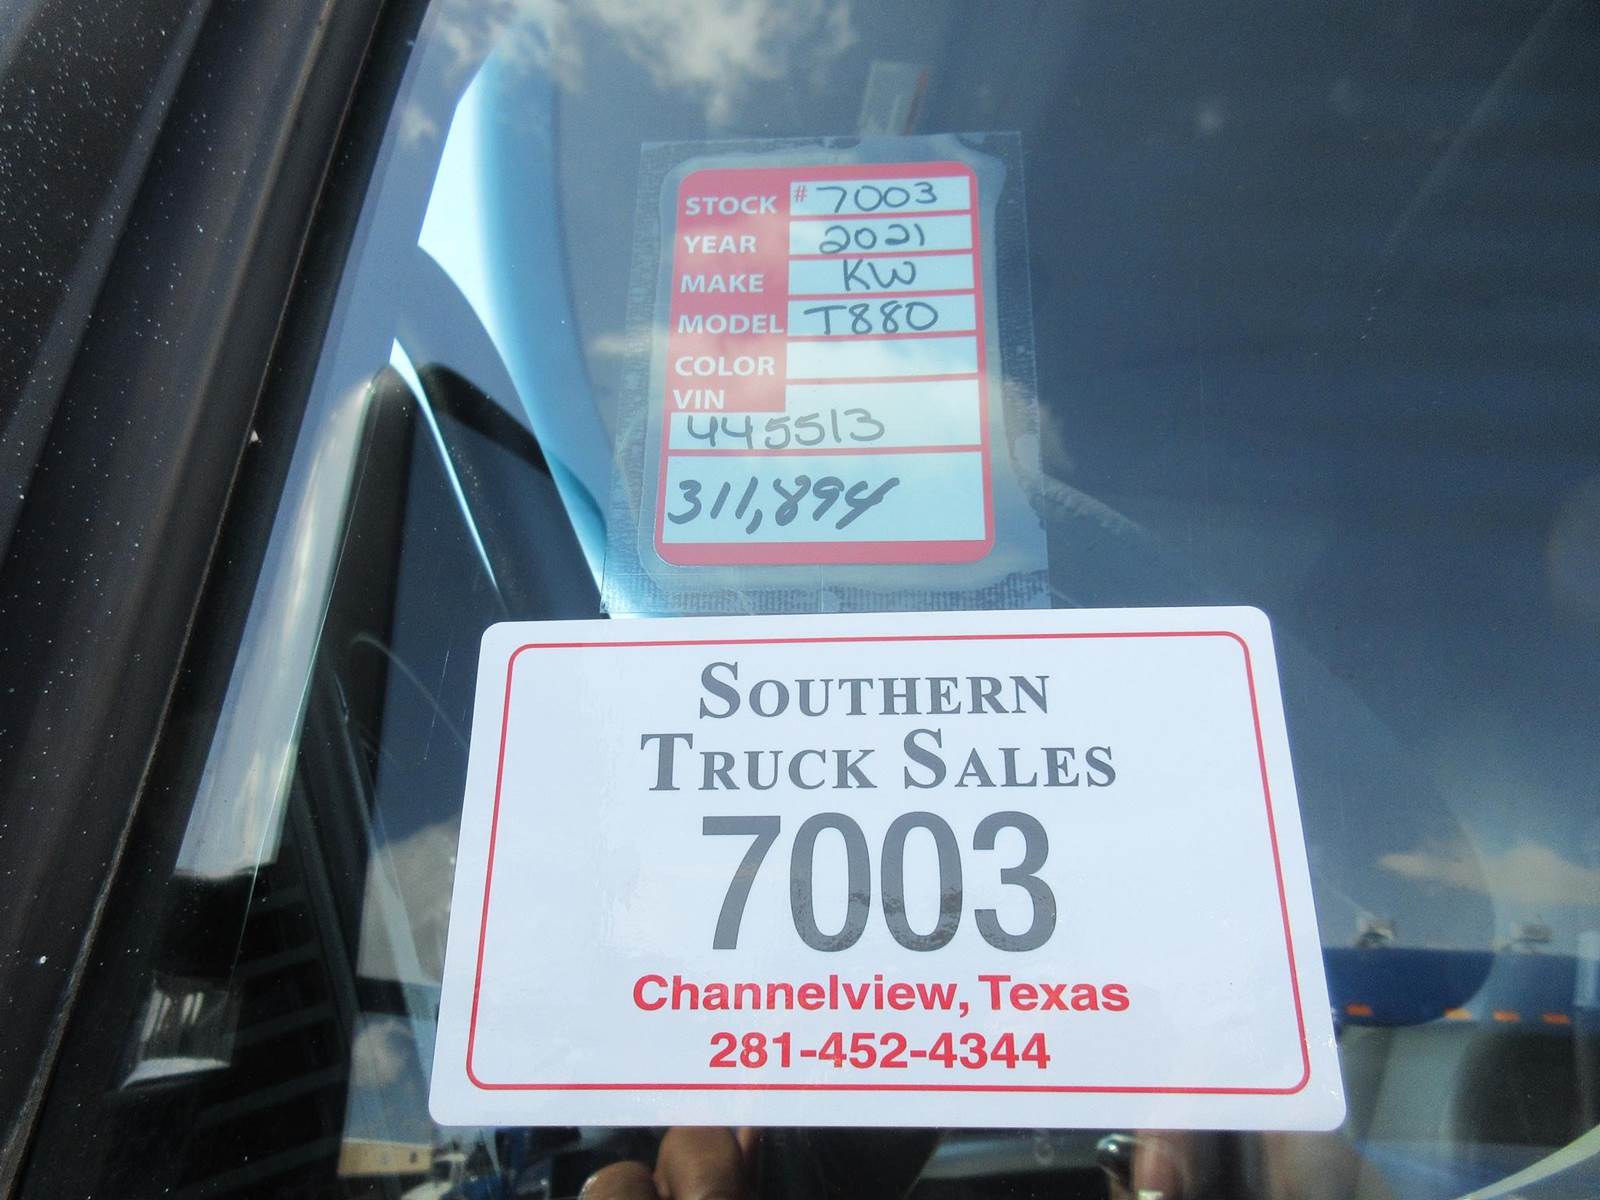 STOCK #7003
YEAR 2021
MAKE KW
MODEL T880
COLOR
VIN
445513
311,894
SOUTHERN
TRUCK SALES
7003
Channelview, Texas
281-452-4344